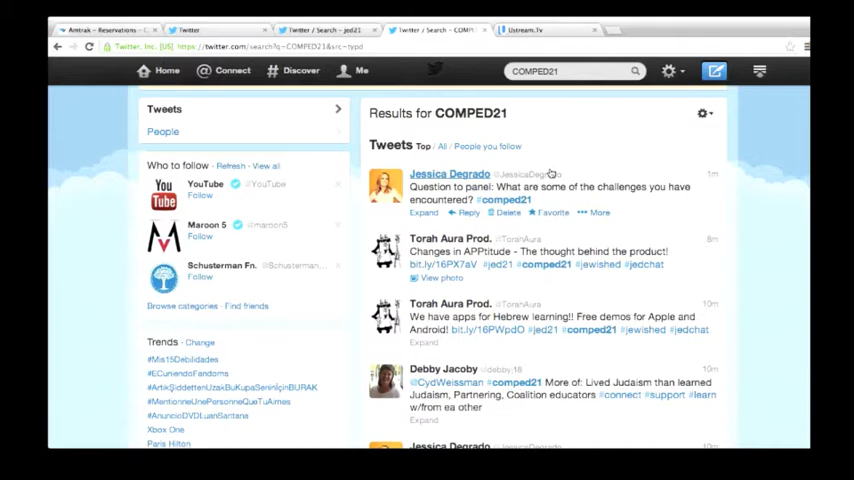 Amtrak - Reservations - C
Twitter
Twitter / Search - jed21
Twitter / Search - COMP
Ustream.Tv
Twitter, Inc. [US] https://twitter.com/search?q=COMPED21&src=typd
Home
Connect
Discover
Me
COMPED21
Tweets
People
Who to follow · Refresh · View all
YouTube @YouTube
Follow
Maroon 5 @maroon5
Follow
Schusterman Fn. @Schusterman...
Follow
Browse categories · Find friends
Trends · Change
#Mis15Debilidades
#ECuniendoFandoms
#ArtıkŞiddettenUzakBuKupaSeninİçinBURAK
#MentionneUnePersonneQuTuAimes
#AnuncioDVDLuanSantana
Xbox One
Paris Hilton
Results for COMPED21
Tweets Top / All / People you follow
Jessica Degrado @JessicaDegrado 1m
Question to panel: What are some of the challenges you have
encountered? #comped21
Expand Reply Delete Favorite More
Torah Aura Prod. @TorahAura 8m
Changes in APPtitude - The thought behind the product!
bit.ly/16PX7aV #jed21 #comped21 #jewished #jedchat
View photo
Torah Aura Prod. @TorahAura 10m
We have apps for Hebrew learning!! Free demos for Apple and
Android! bit.ly/16PWpdO #jed21 #comped21 #jewished #jedchat
Expand
Debby Jacoby @debbyj18 10m
@CydWeissman #comped21 More of: Lived Judaism than learned
Judaism, Partnering, Coalition educators #connect #support #learn
w/from ea other
Expand
Jessica Degrado